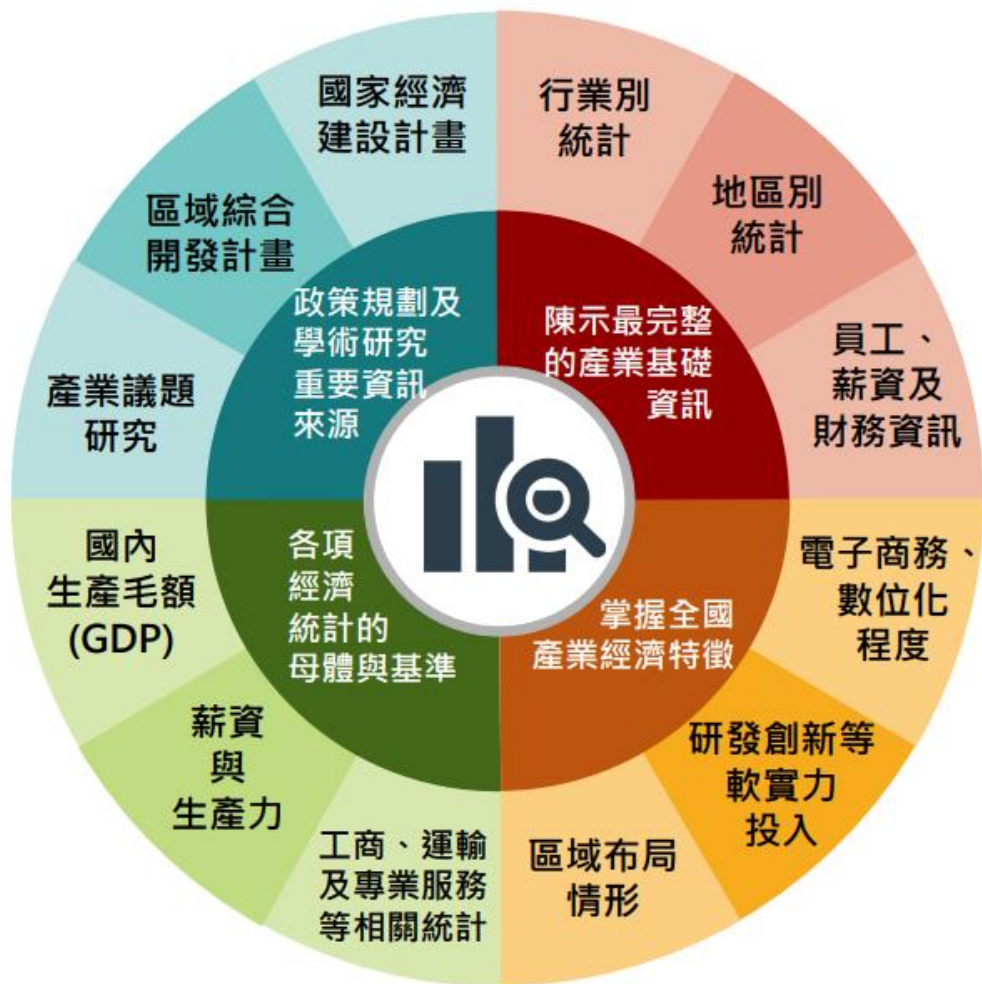 國家經濟
建設計畫
行業別
統計
地區別
統計
員工、
薪資及
財務資訊
電子商務、
數位化
程度
研發創新等
軟實力
投入
區域布局
情形
工商、運輸
及專業服務
等相關統計
薪資
與
生產力
國內
生產毛額
(GDP)
產業議題
研究
區域綜合
開發計畫
政策規劃及
學術研究
重要資訊
來源
陳示最完整
的產業基礎
資訊
掌握全國
產業經濟特徵
各項
經濟
統計的
母體與基準